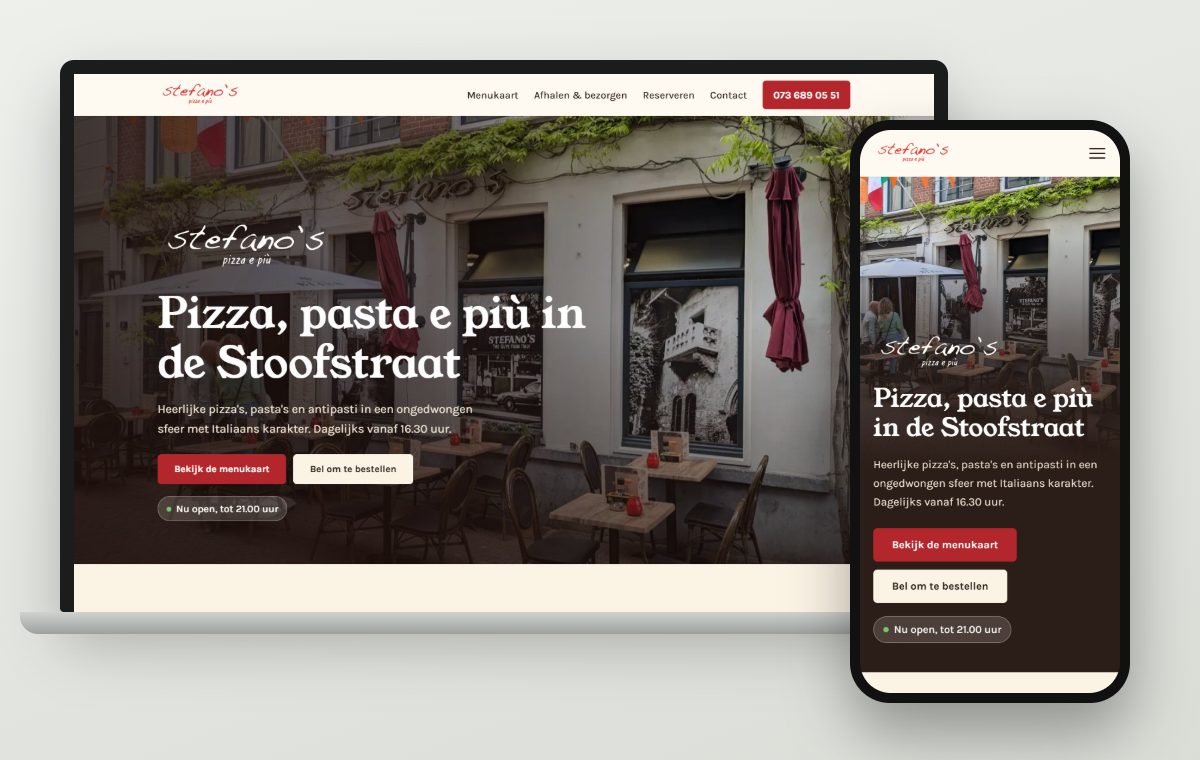 stefano's
pizza e più
Menukaart
Afhalen & bezorgen
Reserveren
Contact
073 689 05 51
stefano's
stefano's
pizza e più
Pizza, pasta e più in
de Stoofstraat
STEFANO'S
Heerlijke pizza's, pasta's en antipasti in een ongedwongen
sfeer met Italiaans karakter. Dagelijks vanaf 16.30 uur.
Bekijk de menukaart
Bel om te bestellen
Nu open, tot 21.00 uur
stefano's
pizza e più
stefano's
STEFANO'S
stefano's
pizza e più
Pizza, pasta e più
in de Stoofstraat
Heerlijke pizza's, pasta's en antipasti in een
ongedwongen sfeer met Italiaans karakter.
Dagelijks vanaf 16.30 uur.
Bekijk de menukaart
Bel om te bestellen
Nu open, tot 21.00 uur